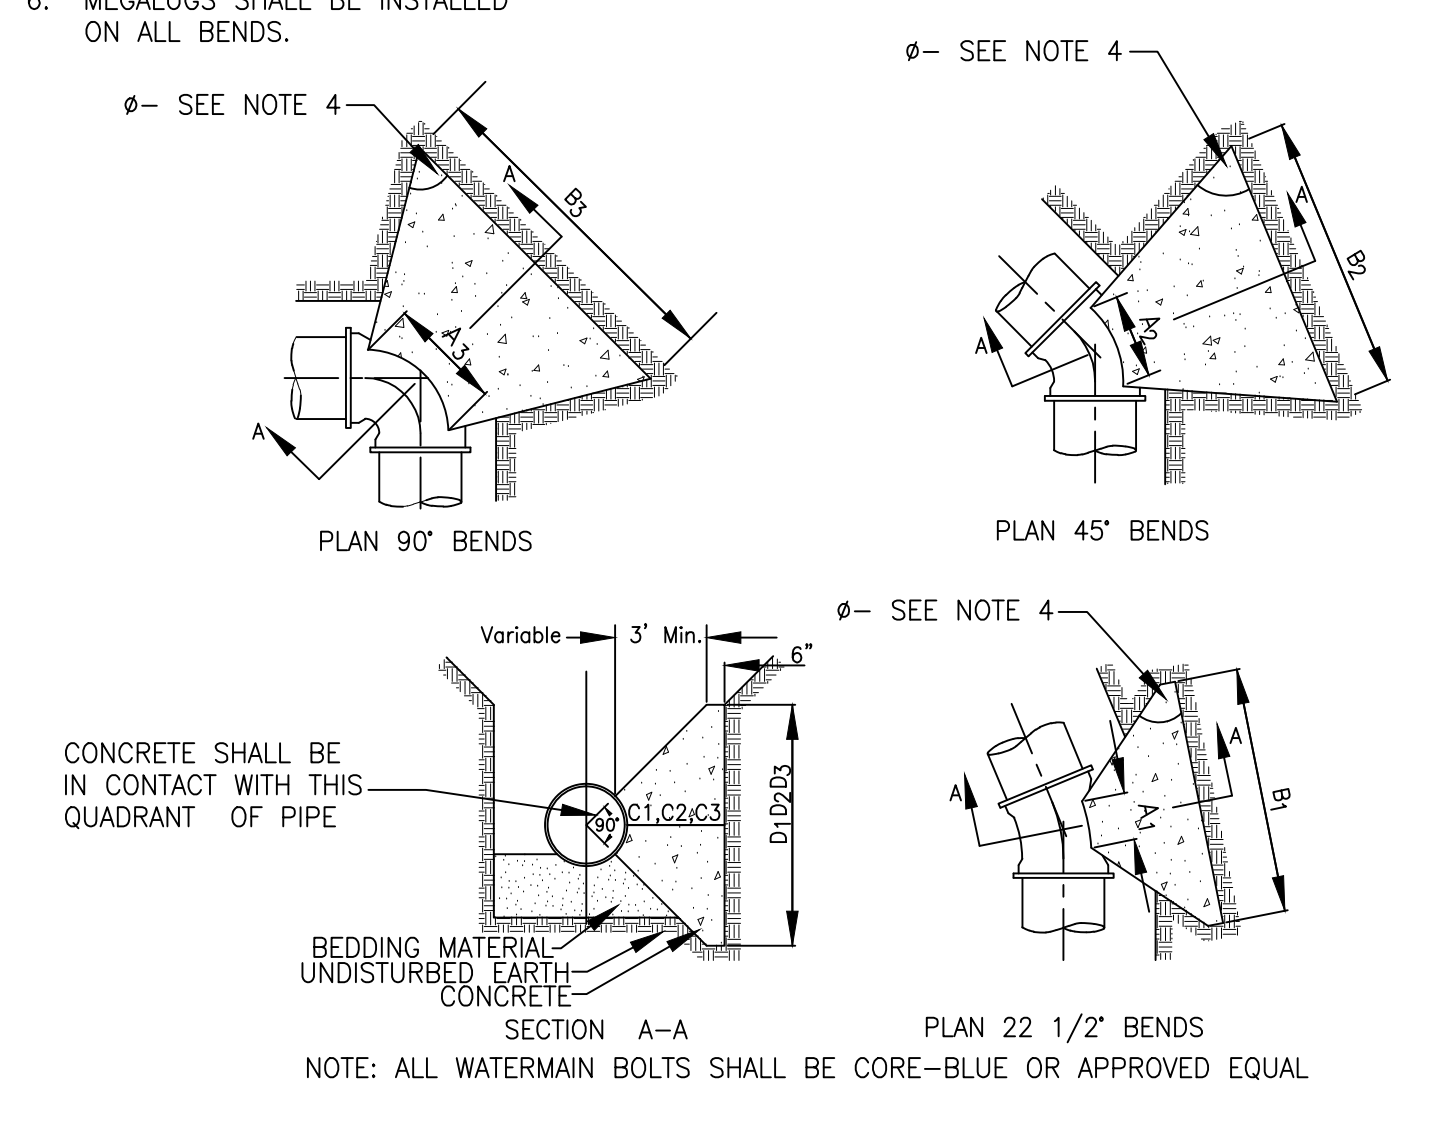 6. MEGALUGS SHALL BE INSTALLED
ON ALL BENDS.
Ø- SEE NOTE 4
Ø- SEE NOTE 4
A
B3
A3
A
PLAN 90° BENDS
A
B2
A2
A
PLAN 45° BENDS
Variable
3' Min.
6"
CONCRETE SHALL BE
IN CONTACT WITH THIS
QUADRANT OF PIPE
90°
C1,C2,C3
D1D2D3
BEDDING MATERIAL
UNDISTURBED EARTH
CONCRETE
SECTION A-A
Ø- SEE NOTE 4
A
B1
A1
A
PLAN 22 1/2° BENDS
NOTE: ALL WATERMAIN BOLTS SHALL BE CORE-BLUE OR APPROVED EQUAL